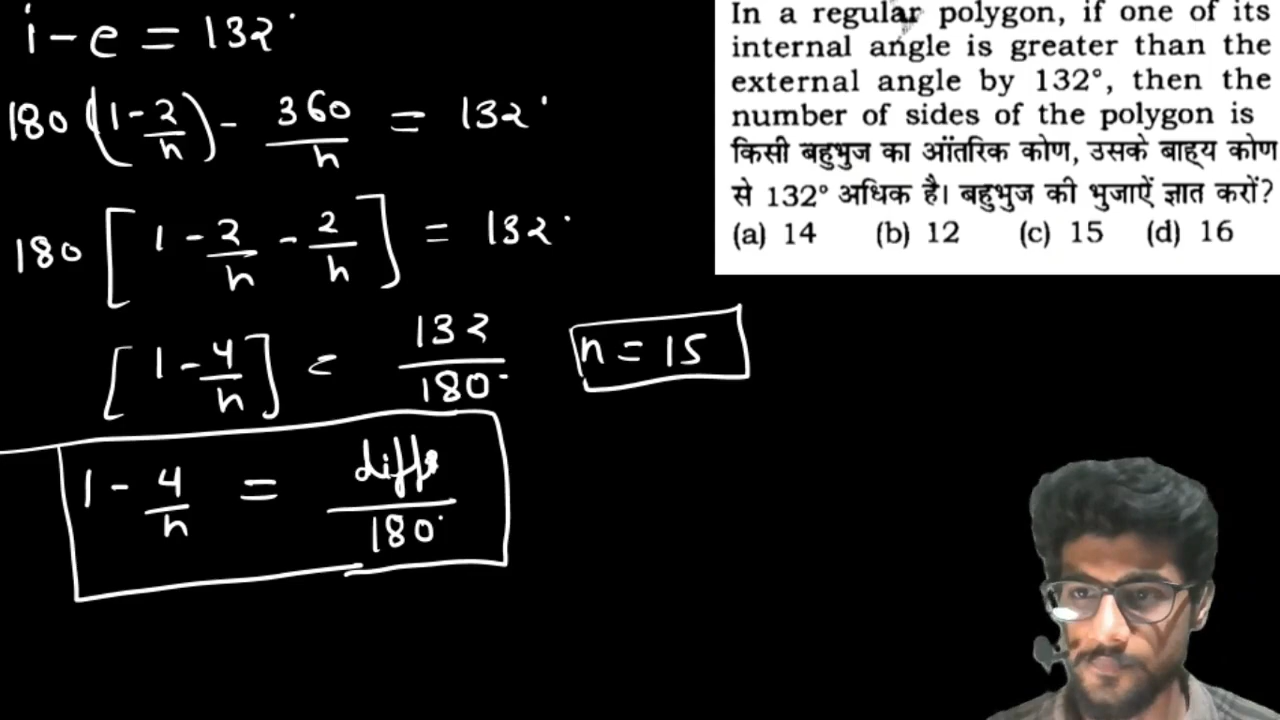 i - e = 132°
180 (1 - 2/n) - 360/n = 132°
180 [1 - 2/n - 2/n] = 132°
[1 - 4/n] = 132/180°
n = 15
1 - 4/n = diff/180°
In a regular polygon, if one of its
internal angle is greater than the
external angle by 132°, then the
number of sides of the polygon is
किसी बहुभुज का आंतरिक कोण, उसके बाह्य कोण
से 132° अधिक है। बहुभुज की भुजाऐं ज्ञात करों?
(a) 14 (b) 12 (c) 15 (d) 16